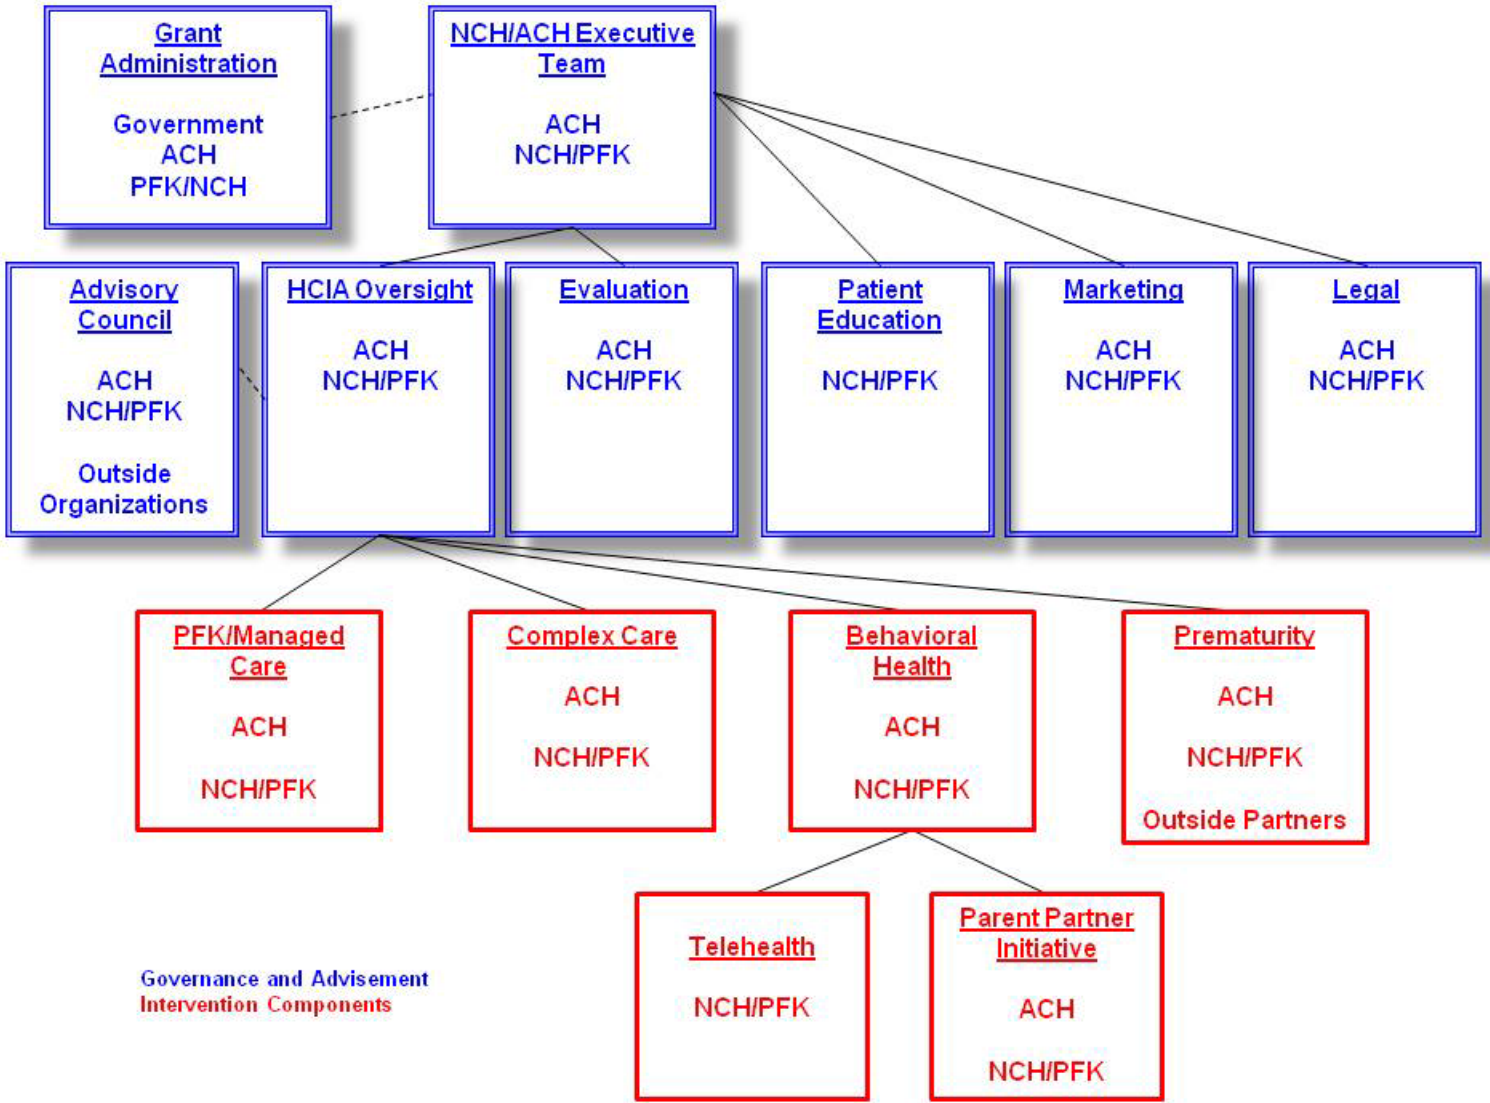 Grant
Administration
Government
ACH
PFK/NCH
NCH/ACH Executive
Team
ACH
NCH/PFK
Advisory
Council
ACH
NCH/PFK
Outside
Organizations
HCIA Oversight
ACH
NCH/PFK
Evaluation
ACH
NCH/PFK
Patient
Education
NCH/PFK
Marketing
ACH
NCH/PFK
Legal
ACH
NCH/PFK
PFK/Managed
Care
ACH
NCH/PFK
Complex Care
ACH
NCH/PFK
Behavioral
Health
ACH
NCH/PFK
Prematurity
ACH
NCH/PFK
Outside Partners
Telehealth
NCH/PFK
Parent Partner
Initiative
ACH
NCH/PFK
Governance and Advisement
Intervention Components